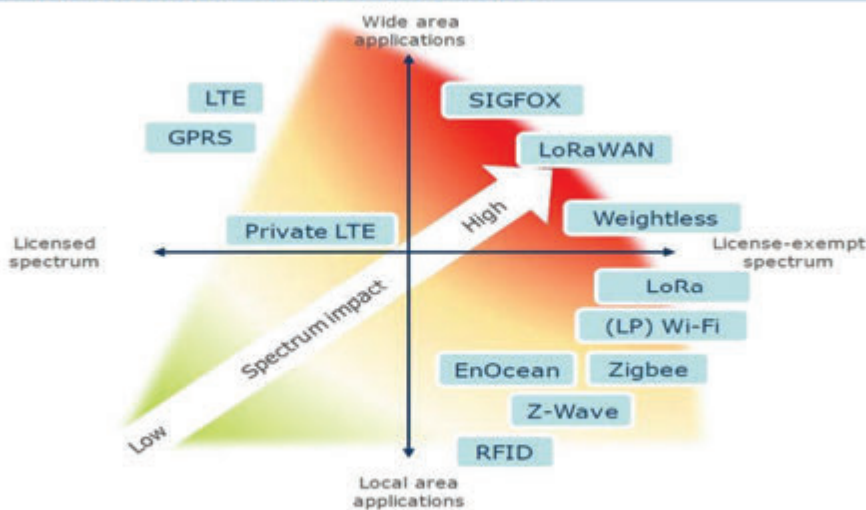 Wide area
applications
LTE
SIGFOX
GPRS
LoRaWAN
Private LTE
High
Weightless
Licensed
spectrum
License-exempt
spectrum
LoRa
Spectrum impact
(LP) Wi-Fi
EnOcean
Zigbee
Z-Wave
Low
RFID
Local area
applications